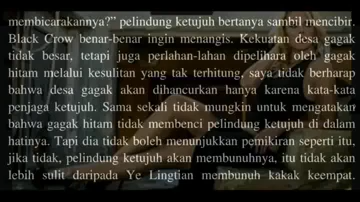 membicarakannya?” pelindung ketujuh bertanya sambil mencibir.
Black Crow benar-benar ingin menangis. Kekuatan desa gagak
tidak besar, tetapi juga perlahan-lahan dipelihara oleh gagak
hitam melalui kesulitan yang tak terhitung, saya tidak berharap
bahwa desa gagak akan dihancurkan hanya karena kata-kata
penjaga ketujuh. Sama sekali tidak mungkin untuk mengatakan
bahwa gagak hitam tidak membenci pelindung ketujuh di dalam
hatinya. Tapi dia tidak boleh menunjukkan pemikiran seperti itu,
jika tidak, pelindung ketujuh akan membunuhnya, itu tidak akan
lebih sulit daripada Ye Lingtian membunuh kakak keempat.